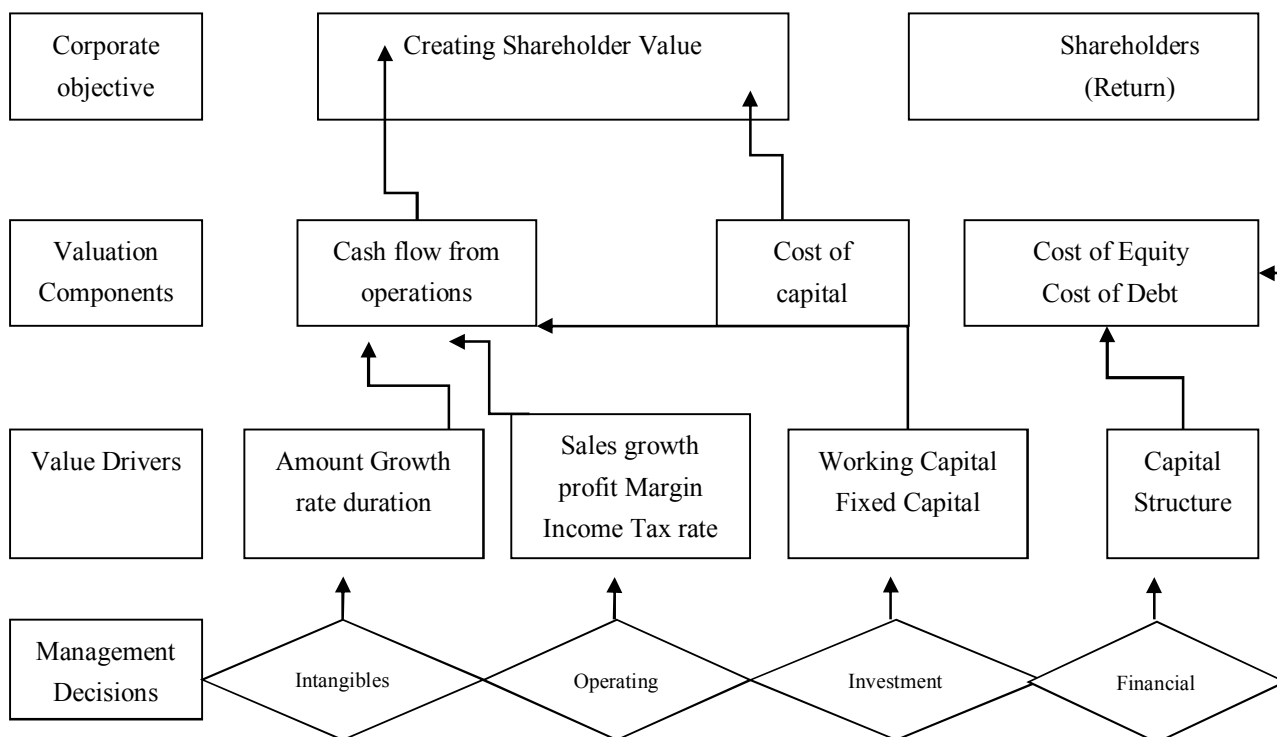 Corporate
objective
Creating Shareholder Value
Shareholders
(Return)
Valuation
Components
Cash flow from
operations
Cost of
capital
Cost of Equity
Cost of Debt
Value Drivers
Amount Growth
rate duration
Sales growth
profit Margin
Income Tax rate
Working Capital
Fixed Capital
Capital
Structure
Management
Decisions
Intangibles
Operating
Investment
Financial